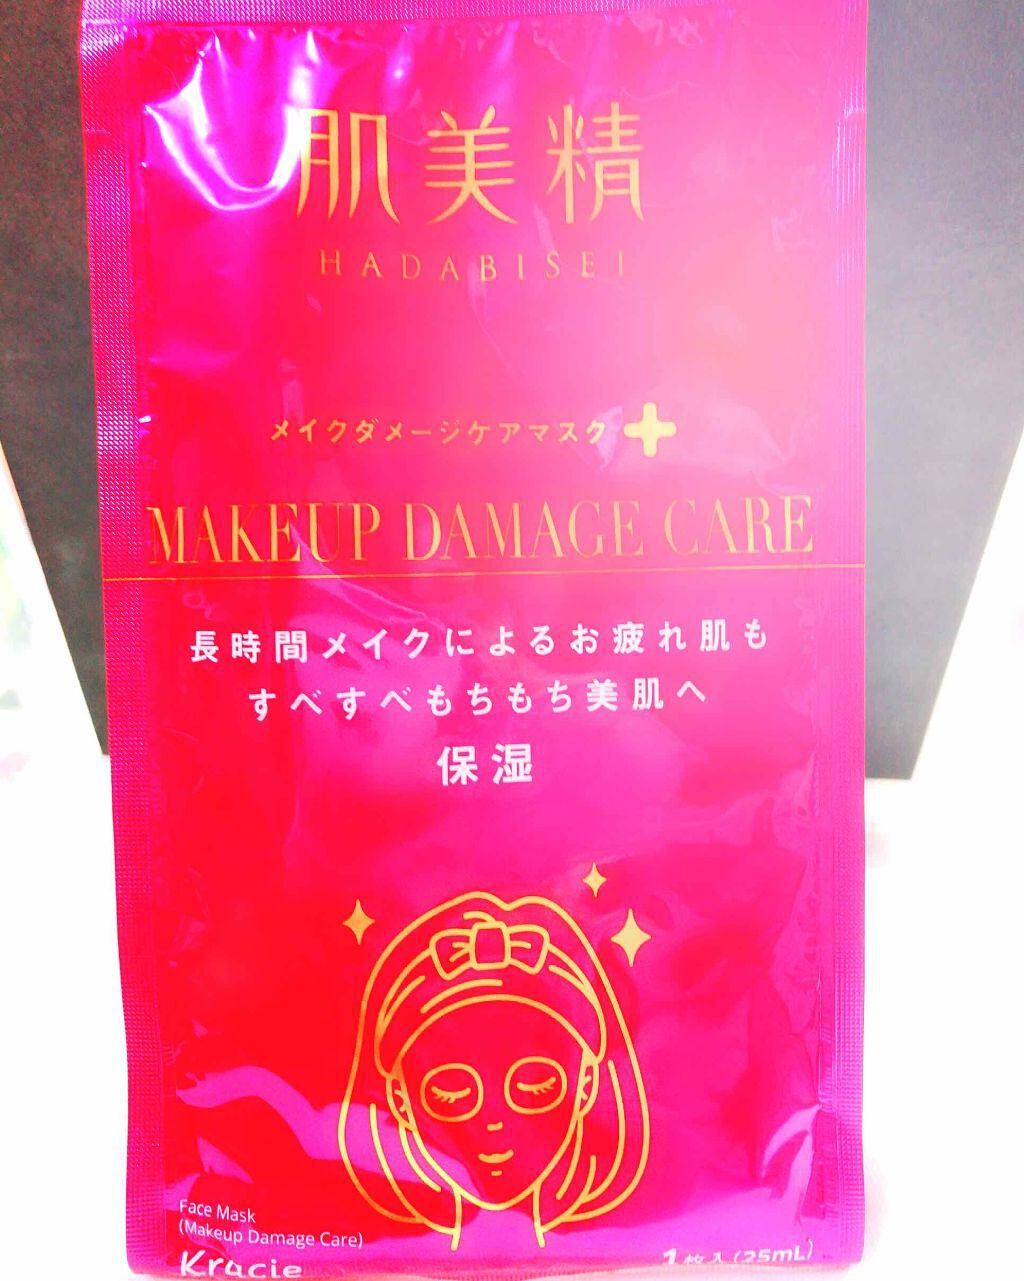 肌美精
HADABISEI
メイクダメージケアマスク
MAKEUP DAMAGE CARE
長時間メイクによるお疲れ肌も
すべすべもちもち美肌へ
保湿
Face Mask
(Makeup Damage Care)
Kracie
1枚入(25mL)